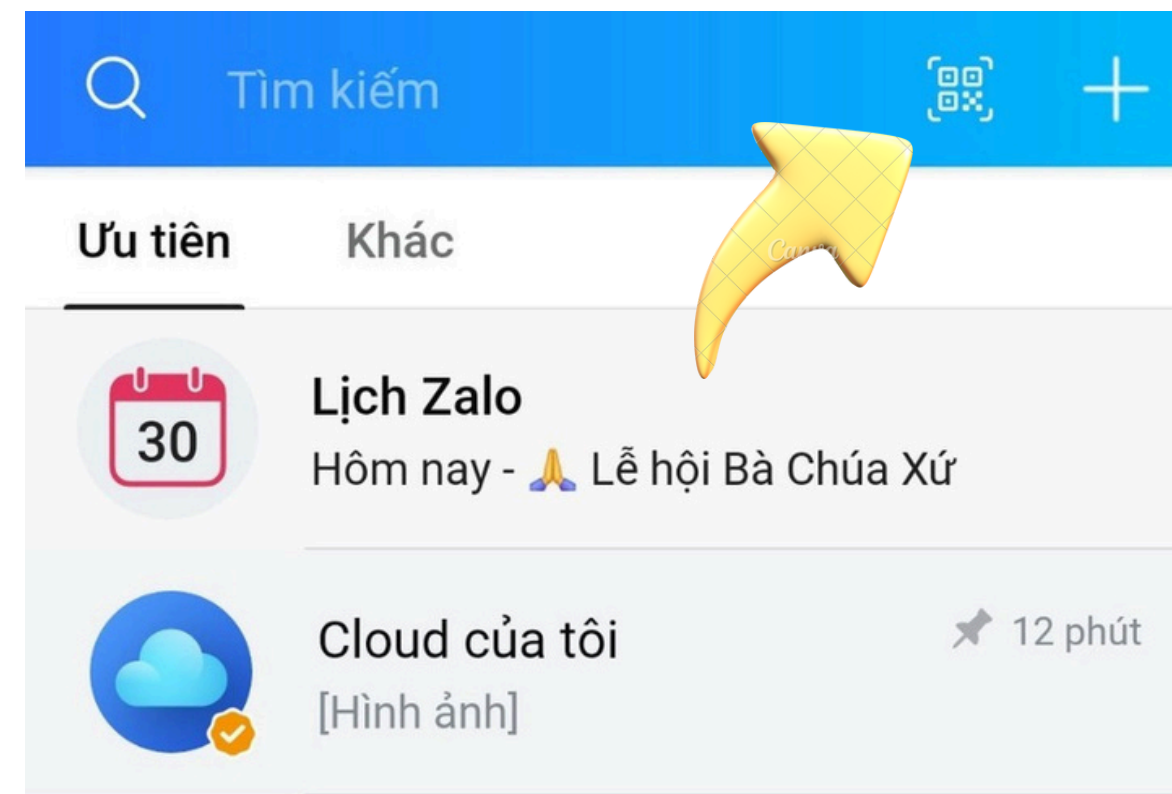 Tìm kiếm
Ưu tiên
Khác
Canva
30
Lịch Zalo
Hôm nay - 🙏 Lễ hội Bà Chúa Xứ
Cloud của tôi
12 phút
[Hình ảnh]